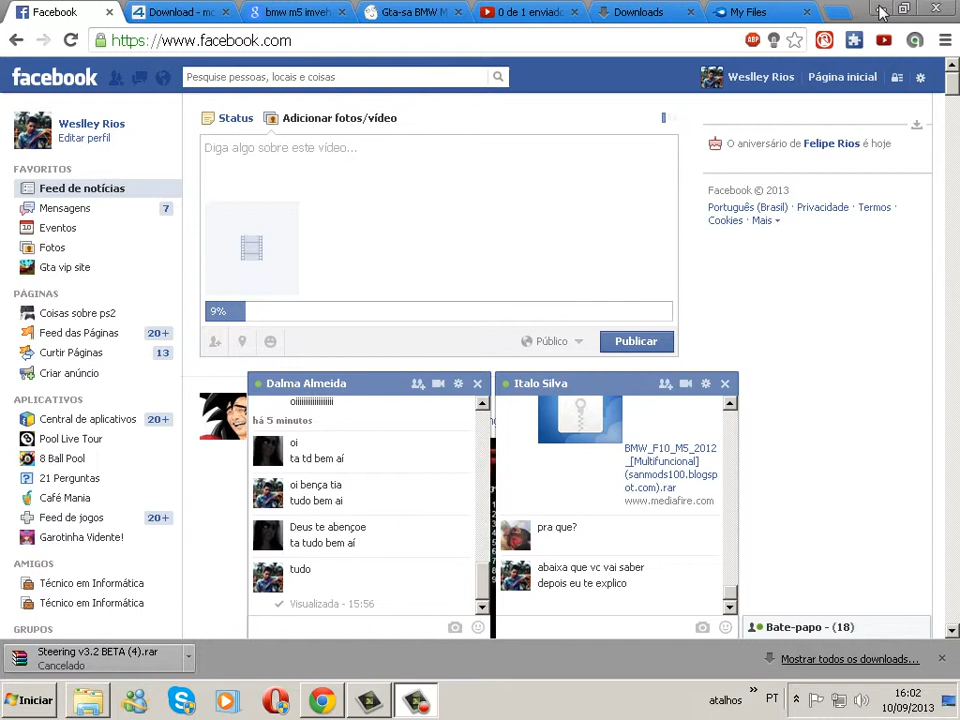 Facebook
Download - mc
bmw m5 imveh
Gta-sa BMW M
0 de 1 enviado
Downloads
My Files
https://www.facebook.com
ABP
facebook
Pesquise pessoas, locais e coisas
Weslley Rios
Página inicial
Weslley Rios
Editar perfil
FAVORITOS
Feed de notícias
Mensagens 7
Eventos
Fotos
Gta vip site
PÁGINAS
Coisas sobre ps2
Feed das Páginas 20+
Curtir Páginas 13
Criar anúncio
APLICATIVOS
Central de aplicativos 20+
Pool Live Tour
8 Ball Pool
21 Perguntas
Café Mania
Feed de jogos 20+
Garotinha Vidente!
AMIGOS
Técnico em Informática
Técnico em Informática
GRUPOS
Status
Adicionar fotos/vídeo
Diga algo sobre este vídeo...
9%
Público
Publicar
O aniversário de Felipe Rios é hoje
Facebook © 2013
Português (Brasil) · Privacidade · Termos ·
Cookies · Mais
Dalma Almeida
oiiiiiiiiiiiiiiiiii
há 5 minutos
oi
ta td bem aí
oi bença tia
tudo bem ai
Deus te abençoe
ta tudo bem aí
tudo
Visualizada - 15:56
Italo Silva
BMW_F10_M5_2012
_[Multifuncional]
(sanmods100.blogsp
ot.com).rar
www.mediafire.com
pra que?
abaixa que vc vai saber
depois eu te explico
Bate-papo - (18)
Steering v3.2 BETA (4).rar
Cancelado
Mostrar todos os downloads...
Iniciar
atalhos
PT
16:02
10/09/2013